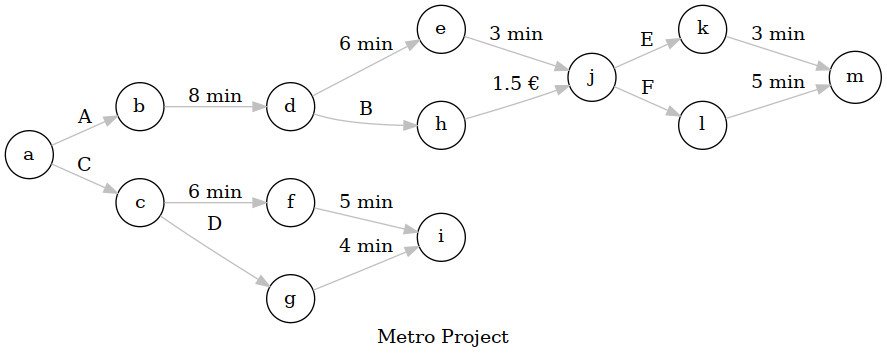 e
k
6 min
3 min
E
3 min
j
m
1.5 €
5 min
A
b
8 min
d
B
F
h
l
a
C
c
6 min
f
5 min
D
i
4 min
g
Metro Project